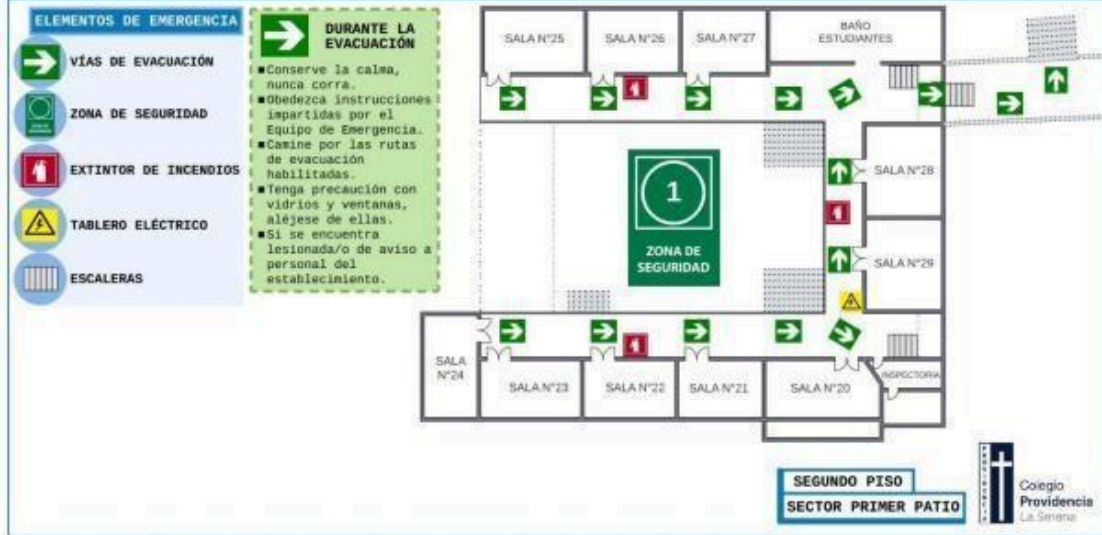 ELEMENTOS DE EMERGENCIA
VÍAS DE EVACUACIÓN
ZONA DE SEGURIDAD
EXTINTOR DE INCENDIOS
TABLERO ELÉCTRICO
ESCALERAS
DURANTE LA
EVACUACIÓN
■Conserve la calma,
nunca corra.
■Obedezca instrucciones
impartidas por el
Equipo de Emergencia.
■Camine por las rutas
de evacuación
habilitadas.
■Tenga precaución con
vidrios y ventanas,
aléjese de ellas.
■Si se encuentra
lesionada/o de aviso a
personal del
establecimiento.
SALA N°25
SALA N°26
SALA N°27
BAÑO
ESTUDIANTES
SALA N°28
1
ZONA DE
SEGURIDAD
SALA N°29
SALA
N°24
SALA N°23
SALA N°22
SALA N°21
SALA N°20
INSPECTORIA
SEGUNDO PISO
SECTOR PRIMER PATIO
PROVIDENCIA
Colegio
Providencia
La Serena